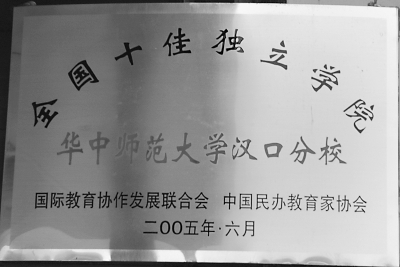 全国十佳独立学院
华中师范大学汉口分校
国际教育协作发展联合会 中国民办教育家协会
二OO五年·六月